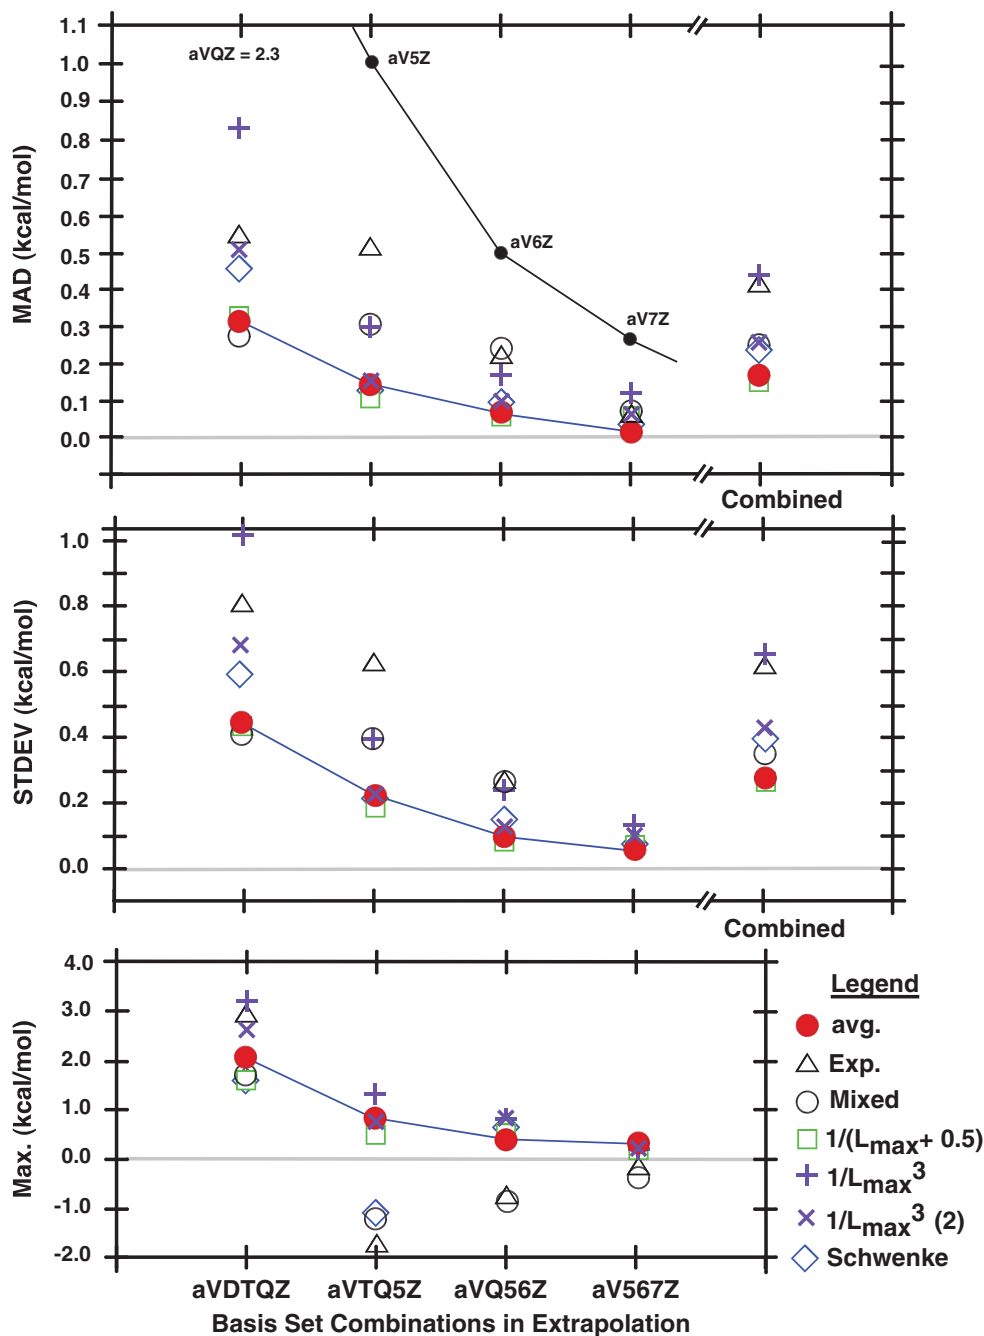 1.1
aVQZ = 2.3
aV5Z
1.0
0.9
0.8
0.7
0.6
aV6Z
0.5
0.4
aV7Z
0.3
0.2
0.1
0.0
MAD (kcal/mol)
Combined
1.0
0.8
0.6
0.4
0.2
0.0
STDEV (kcal/mol)
Combined
4.0
3.0
2.0
1.0
0.0
-1.0
-2.0
Max. (kcal/mol)
Legend
avg.
Exp.
Mixed
1/(Lmax+ 0.5)
1/Lmax3
1/Lmax3 (2)
Schwenke
aVDTQZ aVTQ5Z aVQ56Z aV567Z
Basis Set Combinations in Extrapolation